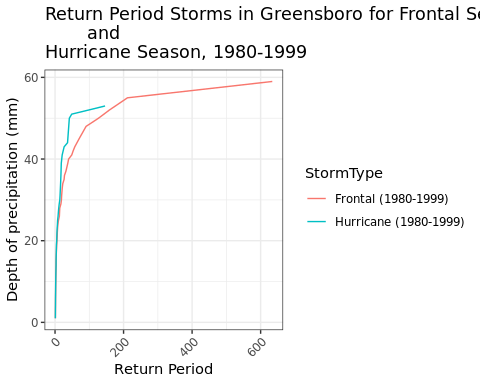 Return Period Storms in Greensboro for Frontal
and
Hurricane Season, 1980-1999
60
40
20
0
Depth of precipitation (mm)
0
200
400
600
Return Period
StormType
Frontal (1980-1999)
Hurricane (1980-1999)